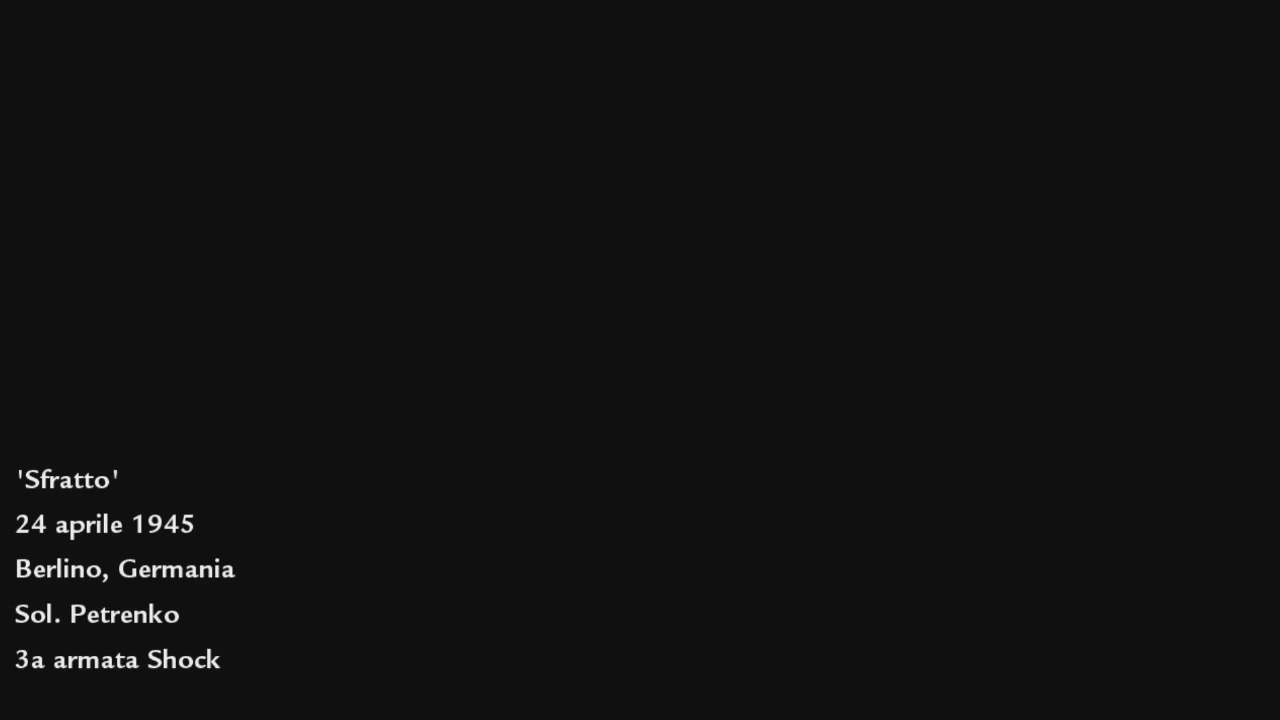 'Sfratto'
24 aprile 1945
Berlino, Germania
Sol. Petrenko
3a armata Shock